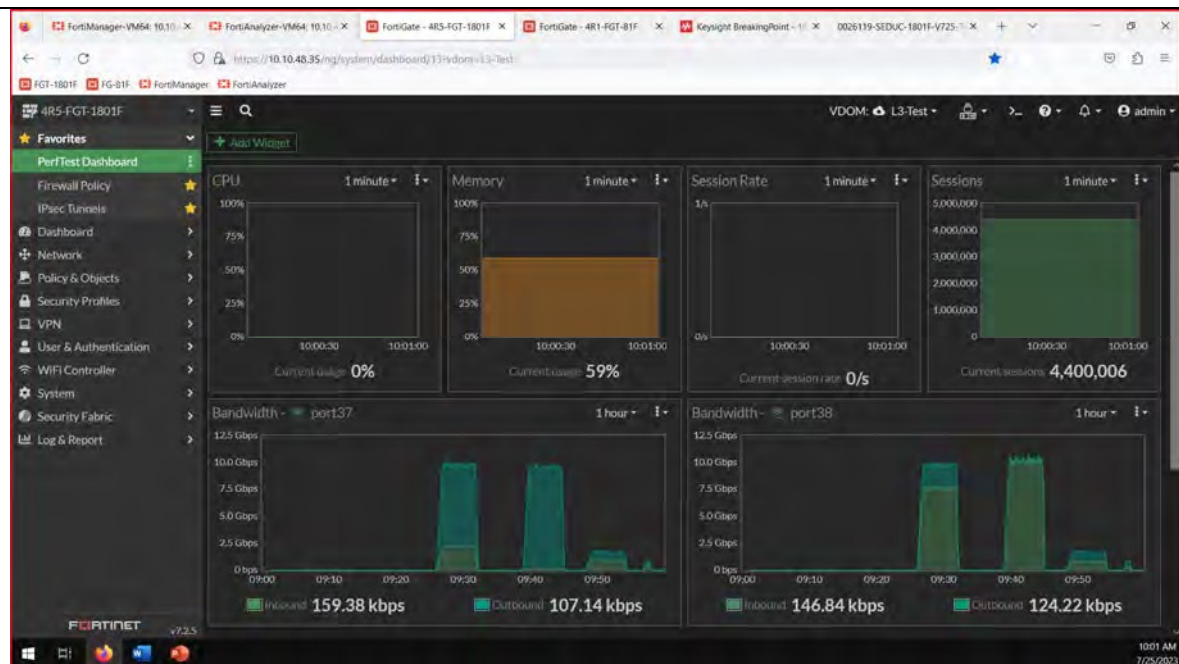 FortiManager-VM64: 10.10
FortiAnalyzer-VM64: 10.10
FortiGate - 4R5-FGT-1801F
FortiGate - 4R1-FGT-81F
Keysight BreakingPoint - 1
0026119-SEDUC-1801F-V725-T
https://10.10.48.35/ng/system/dashboard/13?vdom=L3-Test
FGT-1801F FG-81F FortiManager FortiAnalyzer
4R5-FGT-1801F
VDOM: L3-Test
admin
Favorites
PerfTest Dashboard
Firewall Policy
IPsec Tunnels
Dashboard
Network
Policy & Objects
Security Profiles
VPN
User & Authentication
WiFi Controller
System
Security Fabric
Log & Report
FORTINET
v7.2.5
+ Add Widget
CPU 1 minute
100%
75%
50%
25%
0%
10:00:30 10:01:00
Current usage 0%
Memory 1 minute
100%
75%
50%
25%
0%
10:00:30 10:01:00
Current usage 59%
Session Rate 1 minute
1/s
0/s
10:00:30 10:01:00
Current session rate 0/s
Sessions 1 minute
5,000,000
4,000,000
3,000,000
2,000,000
1,000,000
0
10:00:30 10:01:00
Current sessions 4,400,006
Bandwidth - port37 1 hour
12.5 Gbps
10.0 Gbps
7.5 Gbps
5.0 Gbps
2.5 Gbps
0 bps
09:00 09:10 09:20 09:30 09:40 09:50
Inbound 159.38 kbps Outbound 107.14 kbps
Bandwidth - port38 1 hour
12.5 Gbps
10.0 Gbps
7.5 Gbps
5.0 Gbps
2.5 Gbps
0 bps
09:00 09:10 09:20 09:30 09:40 09:50
Inbound 146.84 kbps Outbound 124.22 kbps
10:01 AM
7/25/2023